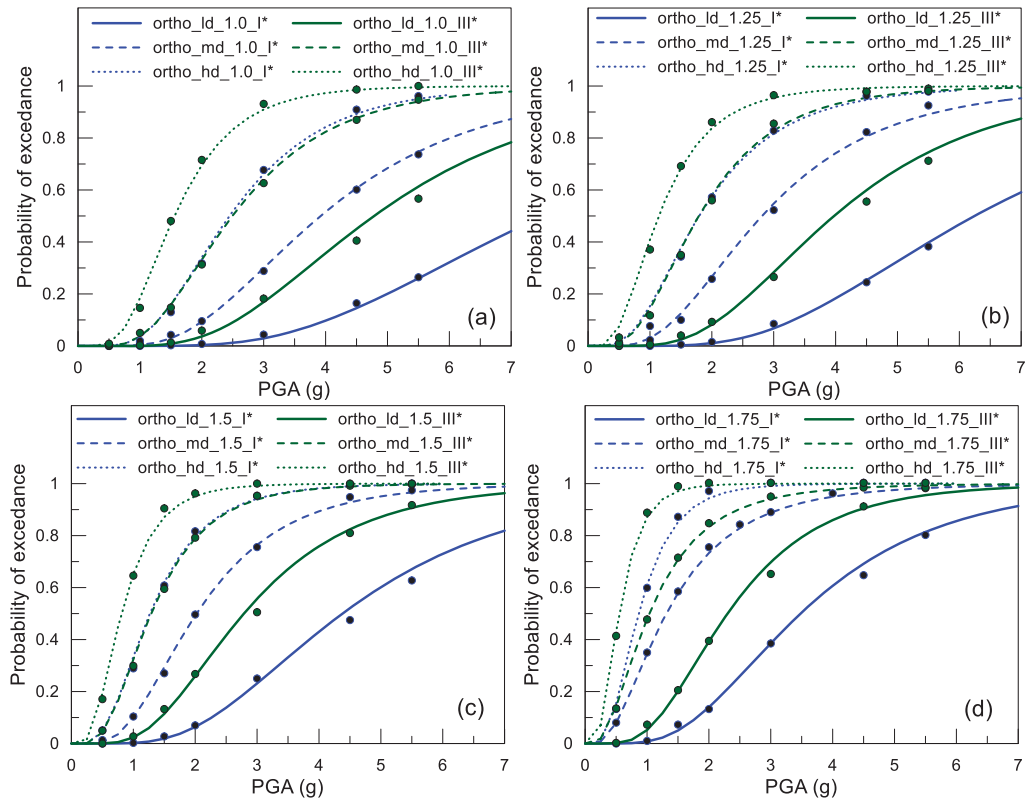 ortho_ld_1.0_I* ortho_ld_1.0_III*
ortho_md_1.0_I* ortho_md_1.0_III*
ortho_hd_1.0_I* ortho_hd_1.0_III*
Probability of excedance
1
0.8
0.6
0.4
0.2
0
(a)
0 1 2 3 4 5 6 7
PGA (g)
ortho_ld_1.25_I* ortho_ld_1.25_III*
ortho_md_1.25_I* ortho_md_1.25_III*
ortho_hd_1.25_I* ortho_hd_1.25_III*
Probability of excedance
1
0.8
0.6
0.4
0.2
0
(b)
0 1 2 3 4 5 6 7
PGA (g)
ortho_ld_1.5_I* ortho_ld_1.5_III*
ortho_md_1.5_I* ortho_md_1.5_III*
ortho_hd_1.5_I* ortho_hd_1.5_III*
Probability of excedance
1
0.8
0.6
0.4
0.2
0
(c)
0 1 2 3 4 5 6 7
PGA (g)
ortho_ld_1.75_I* ortho_ld_1.75_III*
ortho_md_1.75_I* ortho_md_1.75_III*
ortho_hd_1.75_I* ortho_hd_1.75_III*
Probability of excedance
1
0.8
0.6
0.4
0.2
0
(d)
0 1 2 3 4 5 6 7
PGA (g)